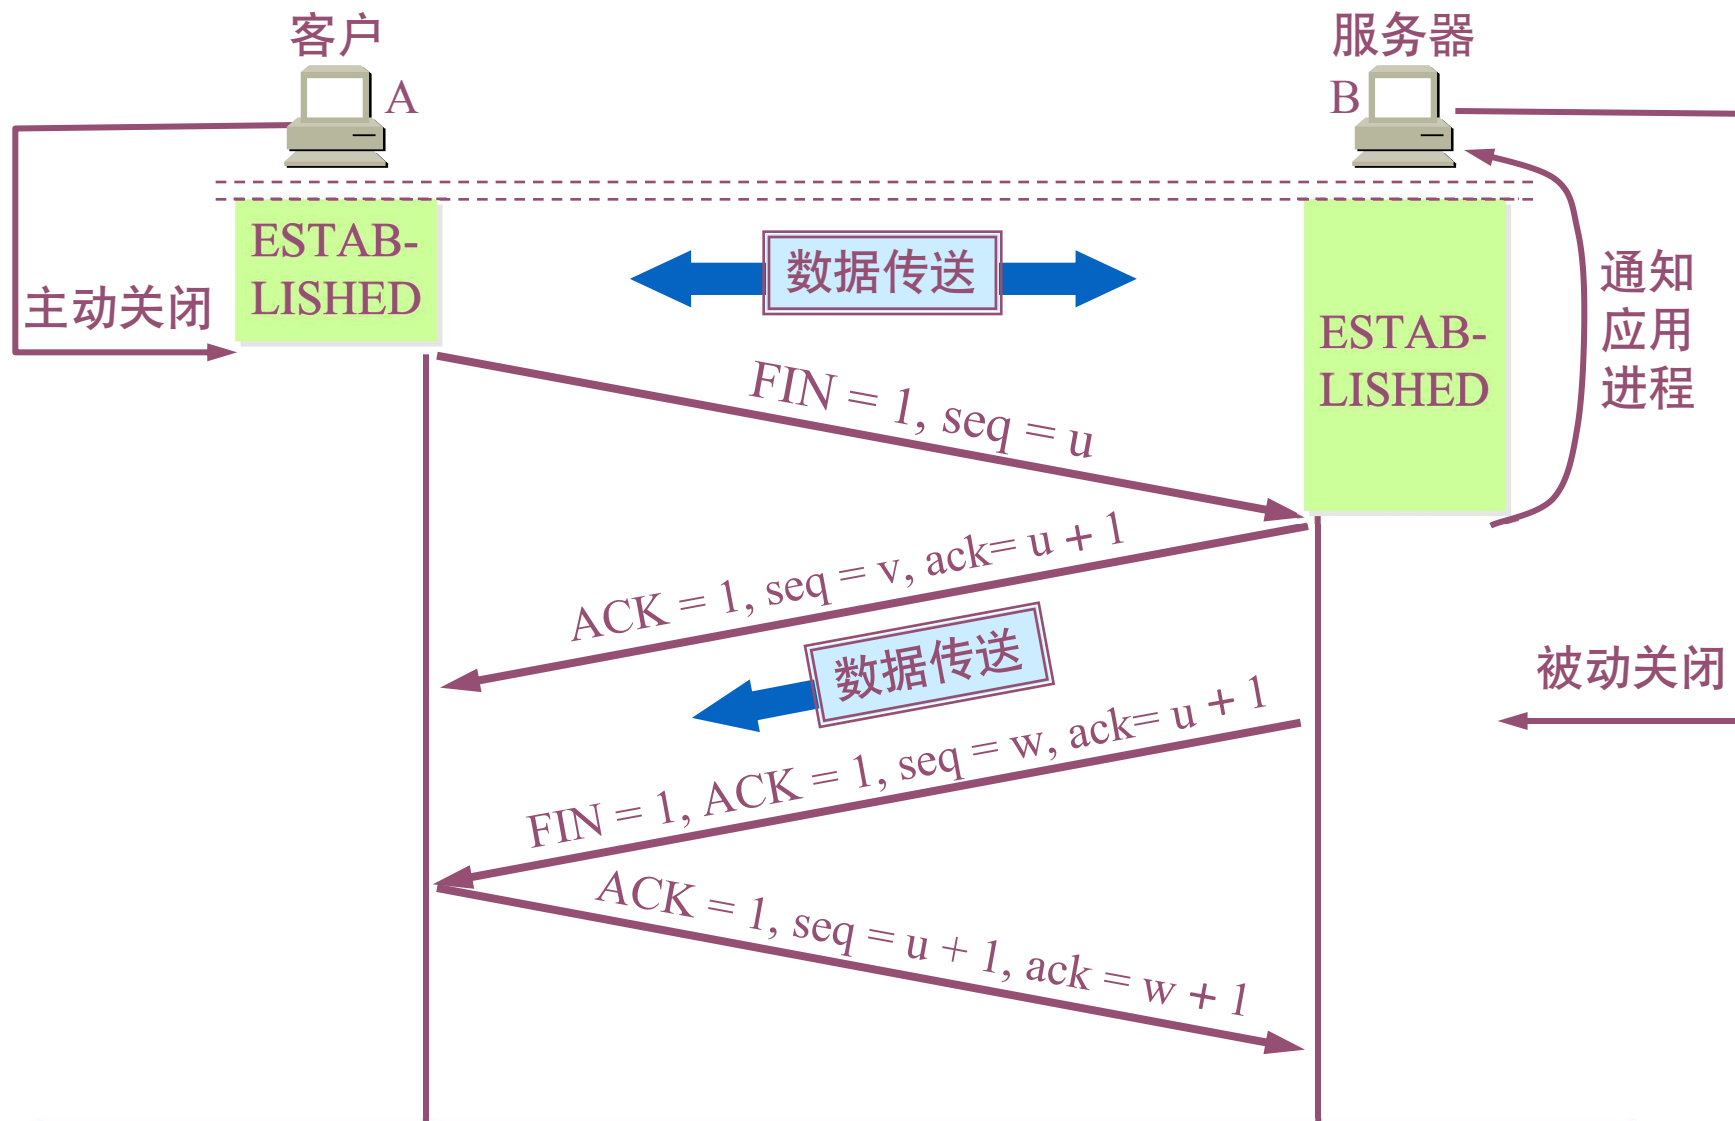 客户
服务器
A
B
ESTAB-
LISHED
数据传送
主动关闭
ESTAB-
LISHED
通知
应用
进程
FIN = 1, seq = u
ACK = 1, seq = v, ack= u + 1
数据传送
被动关闭
FIN = 1, ACK = 1, seq = w, ack= u + 1
ACK = 1, seq = u + 1, ack = w + 1